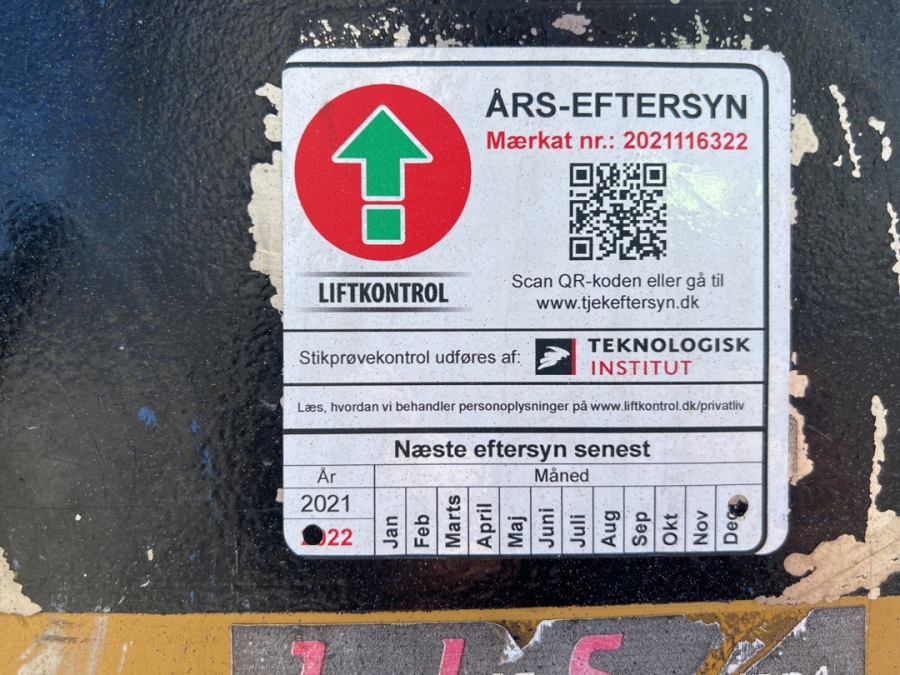 ÅRS-EFTERSYN
Mærkat nr.: 2021116322
LIFTKONTROL
Scan QR-koden eller gå til
www.tjekeftersyn.dk
Stikprøvekontrol udføres af:
TEKNOLOGISK
INSTITUT
Læs, hvordan vi behandler personoplysninger på www.liftkontrol.dk/privatliv
Næste eftersyn senest
År
Måned
2021
2022
Jan
Feb
Marts
April
Maj
Juni
Juli
Aug
Sep
Okt
Nov
Dec